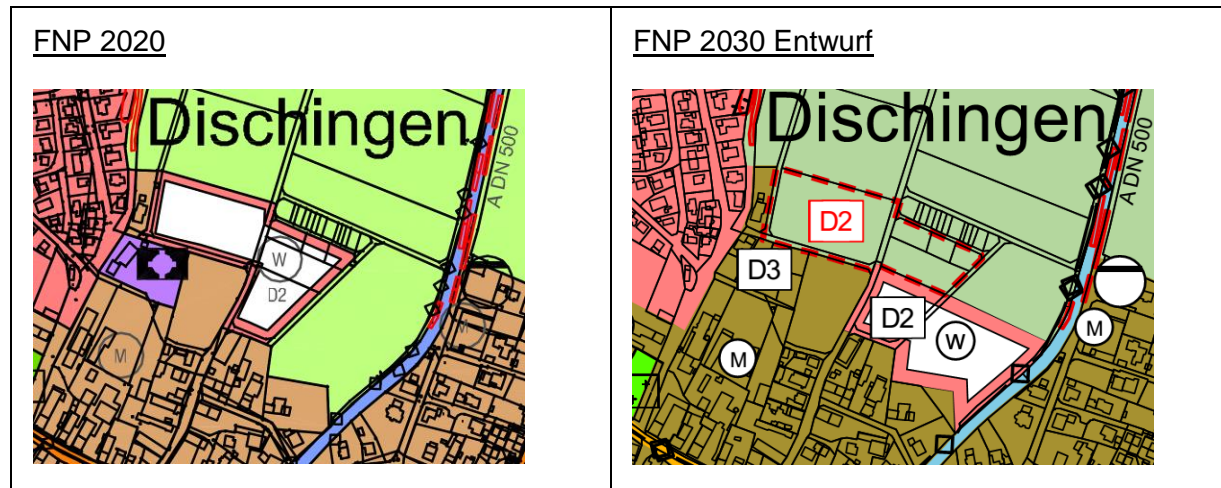 FNP 2020
Dischingen
A DN 500
W
D2
M
M
FNP 2030 Entwurf
Dischingen
A DN 500
D2
D3
D2
W
M
M